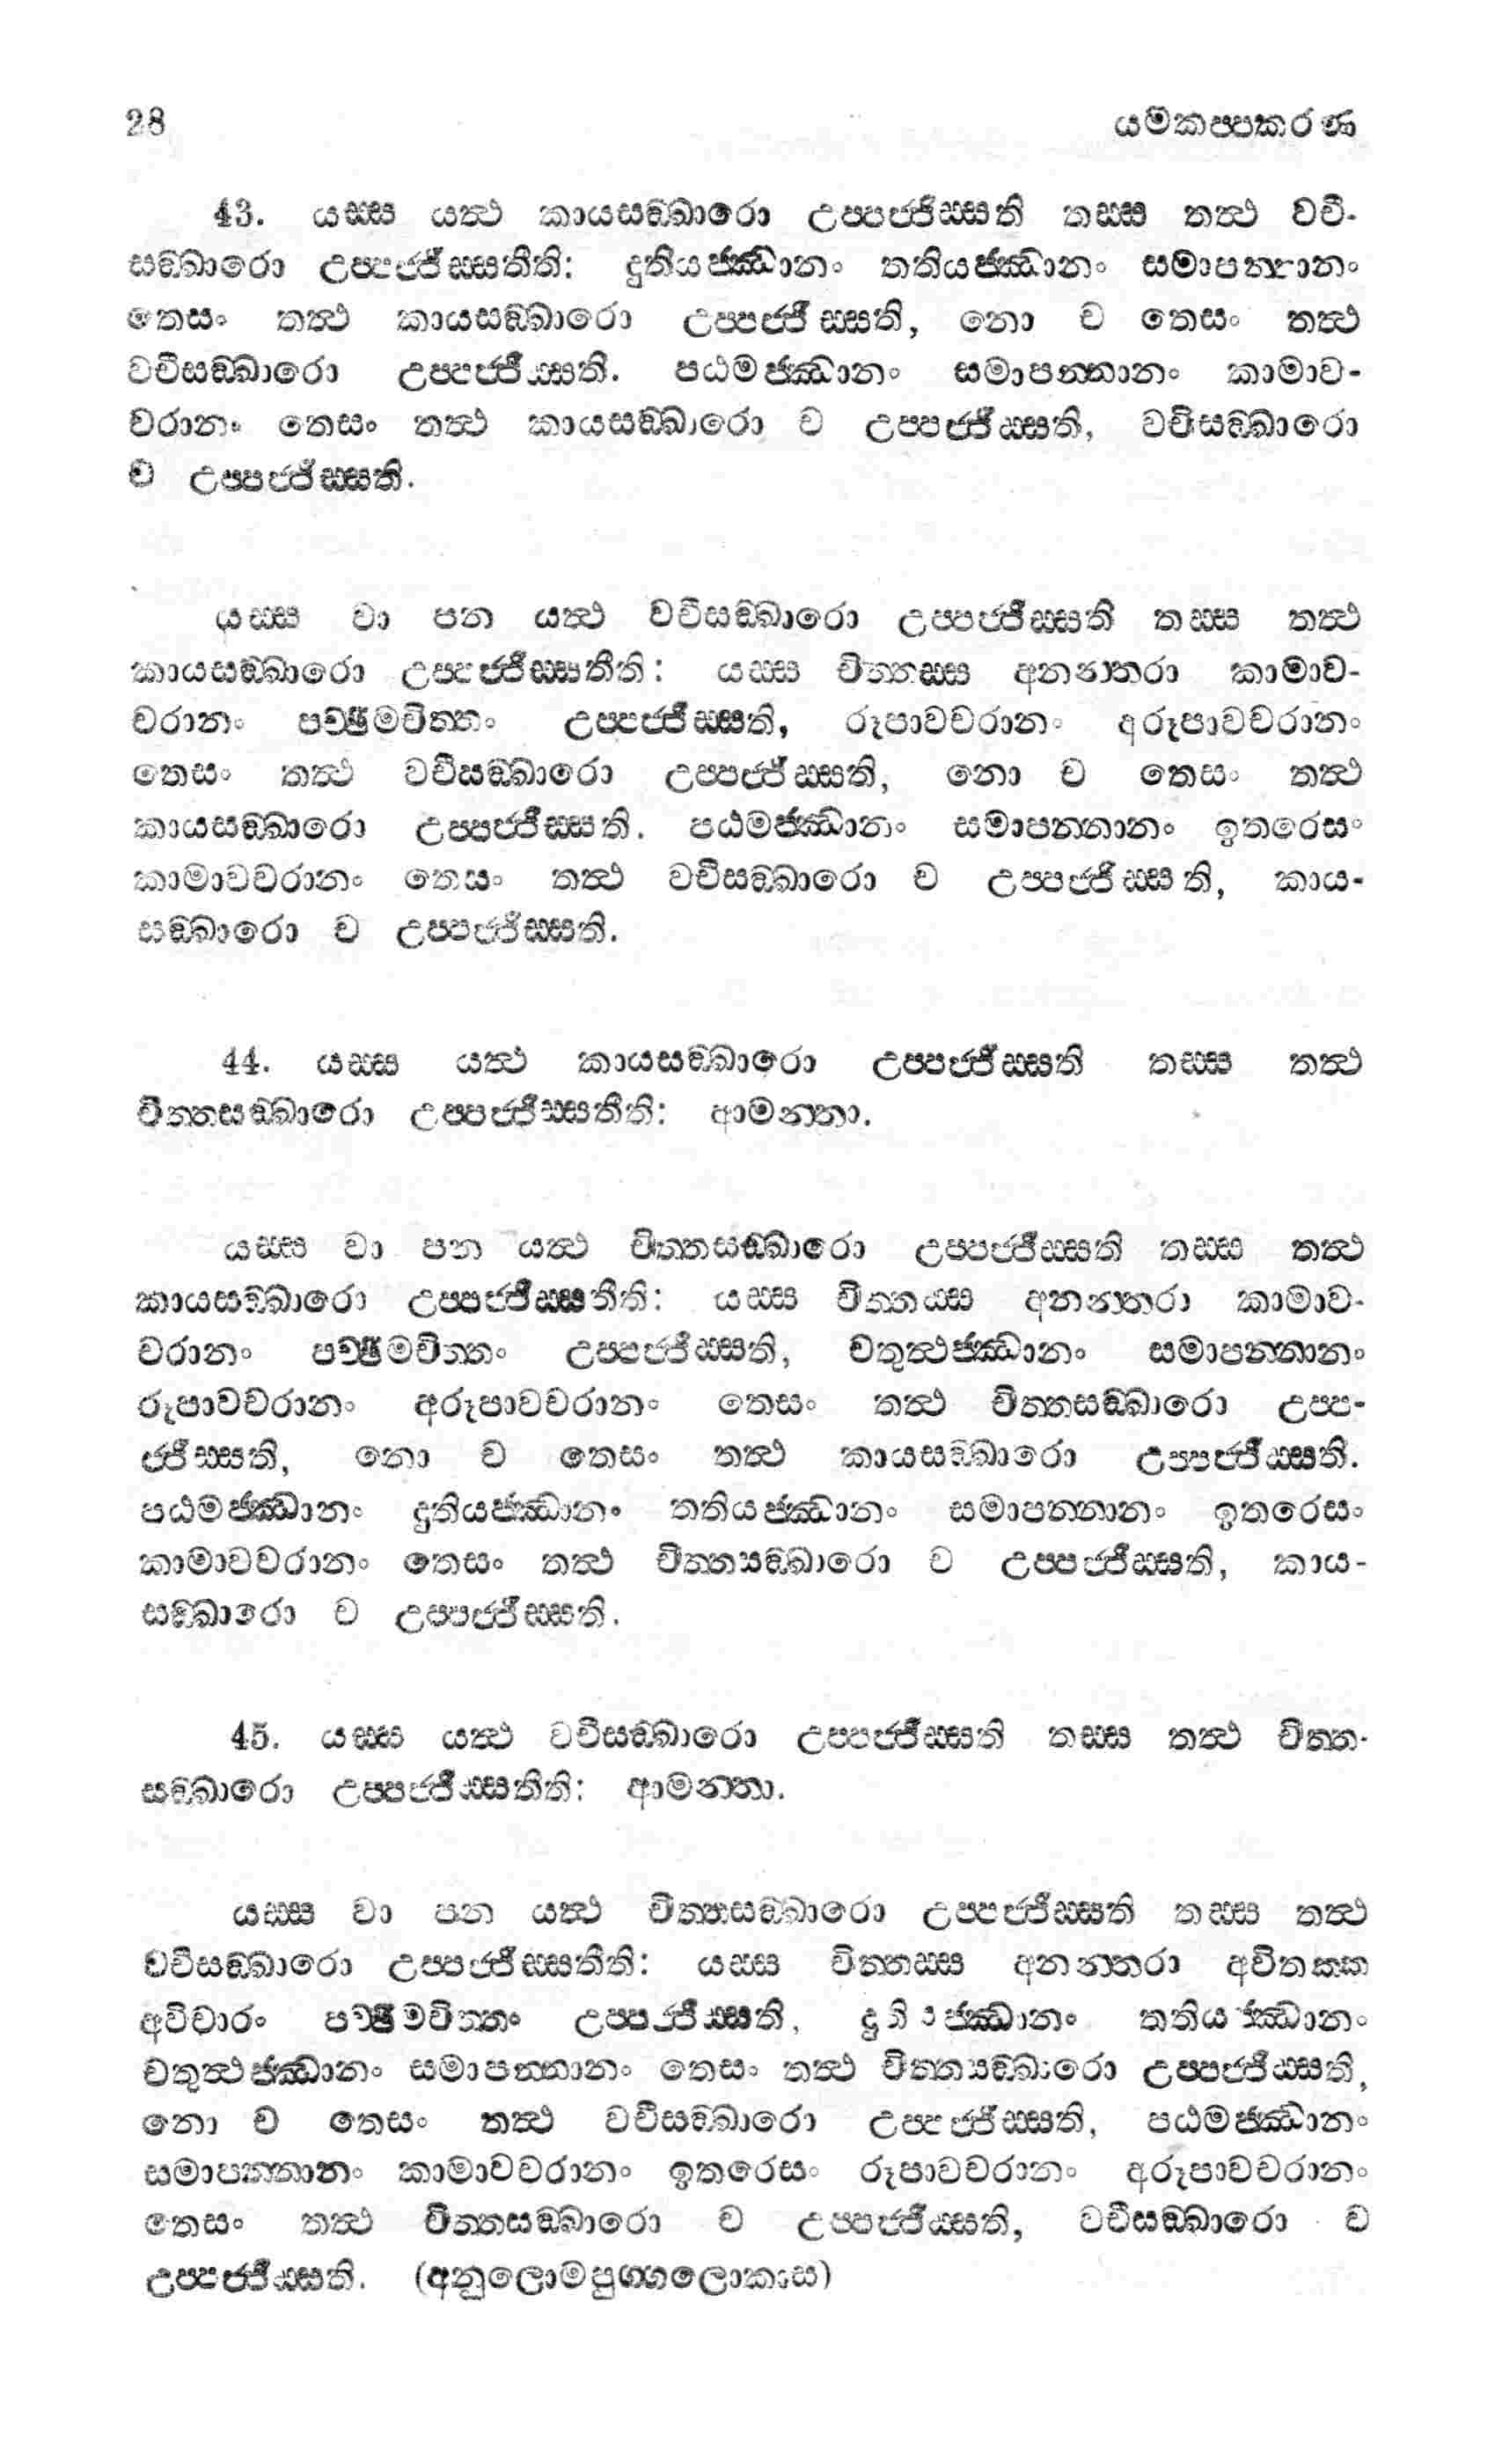 28 යමකප්පකරණ
43. යස්ස යත්ථ කායසඞ්ඛාරො උප්පජ්ජිස්සති තස්ස තත්ථ වචී-
සඞ්ඛාරො උප්පජ්ජිස්සතීති: දුතියජ්ඣානං තතියජ්ඣානං සමාපන්නානං
තෙසං තත්ථ කායසඞ්ඛාරො උප්පජ්ජිස්සති, නො ච තෙසං තත්ථ
වචීසඞ්ඛාරො උප්පජ්ජිස්සති. පඨමජ්ඣානං සමාපන්නානං කාමාව-
චරානං තෙසං තත්ථ කායසඞ්ඛාරො ච උප්පජ්ජිස්සති, වචීසඞ්ඛාරො
ච උප්පජ්ජිස්සති.
යස්ස වා පන යත්ථ වචීසඞ්ඛාරො උප්පජ්ජිස්සති තස්ස තත්ථ
කායසඞ්ඛාරො උප්පජ්ජිස්සතීති: යස්ස චිත්තස්ස අනන්තරා කාමාව-
චරානං පච්ඡිමචිත්තං උප්පජ්ජිස්සති, රූපාවචරානං අරූපාවචරානං
තෙසං තත්ථ වචීසඞ්ඛාරො උප්පජ්ජිස්සති, නො ච තෙසං තත්ථ
කායසඞ්ඛාරො උප්පජ්ජිස්සති. පඨමජ්ඣානං සමාපන්නානං ඉතරෙසං
කාමාවචරානං තෙසං තත්ථ වචීසඞ්ඛාරො ච උප්පජ්ජිස්සති, කාය-
සඞ්ඛාරො ච උප්පජ්ජිස්සති.
44. යස්ස යත්ථ කායසඞ්ඛාරො උප්පජ්ජිස්සති තස්ස තත්ථ
චිත්තසඞ්ඛාරො උප්පජ්ජිස්සතීති: ආමන්තා.
යස්ස වා පන යත්ථ චිත්තසඞ්ඛාරො උප්පජ්ජිස්සති තස්ස තත්ථ
කායසඞ්ඛාරො උප්පජ්ජිස්සතීති: යස්ස චිත්තස්ස අනන්තරා කාමාව-
චරානං පච්ඡිමචිත්තං උප්පජ්ජිස්සති, චතුත්ථජ්ඣානං සමාපන්නානං
රූපාවචරානං අරූපාවචරානං තෙසං තත්ථ චිත්තසඞ්ඛාරො උප්ප-
ජ්ජිස්සති, නො ච තෙසං තත්ථ කායසඞ්ඛාරො උප්පජ්ජිස්සති.
පඨමජ්ඣානං දුතියජ්ඣානං තතියජ්ඣානං සමාපන්නානං ඉතරෙසං
කාමාවචරානං තෙසං තත්ථ චිත්තසඞ්ඛාරො ච උප්පජ්ජිස්සති, කාය-
සඞ්ඛාරො ච උප්පජ්ජිස්සති.
45. යස්ස යත්ථ වචීසඞ්ඛාරො උප්පජ්ජිස්සති තස්ස තත්ථ චිත්ත-
සඞ්ඛාරො උප්පජ්ජිස්සතිති: ආමන්තා.
යස්ස වා පන යත්ථ චිත්තසඞ්ඛාරො උප්පජ්ජිස්සති තස්ස තත්ථ
වචීසඞ්ඛාරො උප්පජ්ජිස්සතීති: යස්ස චිත්තස්ස අනන්තරා අවිතක්ක
අවිචාරං පච්ඡිමචිත්තං උප්පජ්ජිස්සති, දුතියජ්ඣානං තතියජ්ඣානං
චතුත්ථජ්ඣානං සමාපන්නානං තෙසං තත්ථ චිත්තසඞ්ඛාරො උප්පජ්ජිස්සති,
නො ච තෙසං තත්ථ වචීසඞ්ඛාරො උප්පජ්ජිස්සති, පඨමජ්ඣානං
සමාපන්නානං කාමාවචරානං ඉතරෙසං රූපාවචරානං අරූපාවචරානං
තෙසං තත්ථ චිත්තසඞ්ඛාරො ච උප්පජ්ජිස්සති, වචීසඞ්ඛාරො ච
උප්පජ්ජිස්සති. (අනුලොමපුග්ගලොකාස)